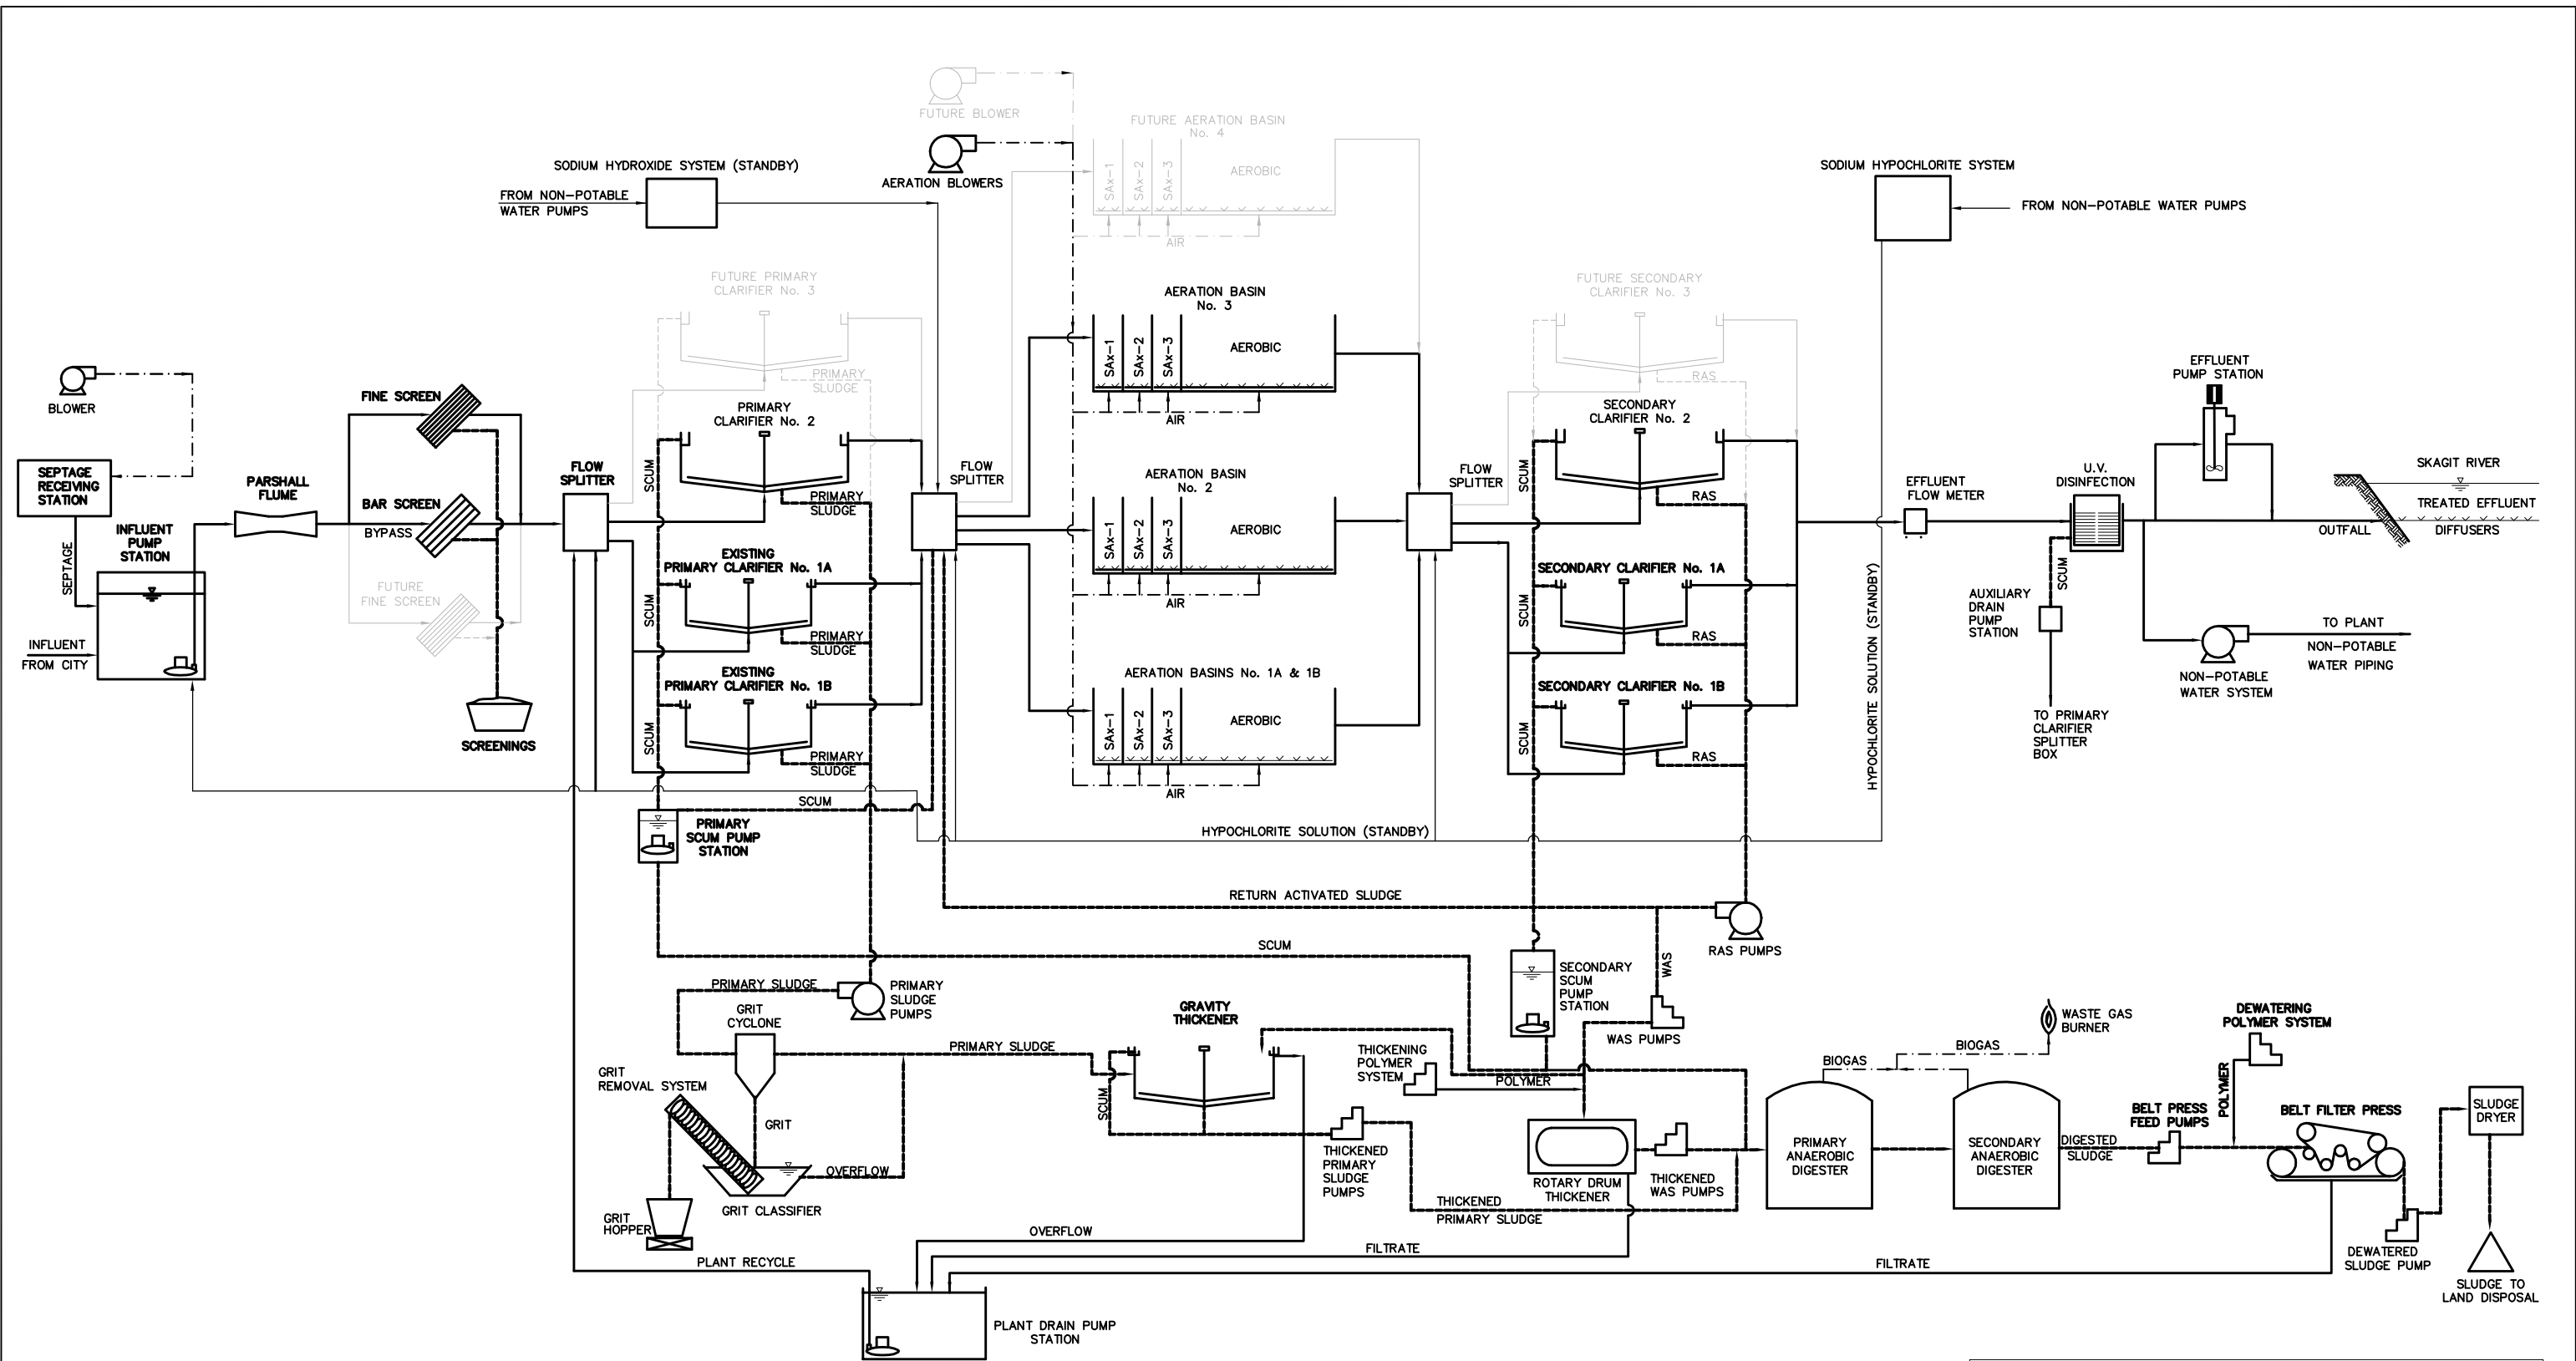 FUTURE BLOWER
AERATION BLOWERS
FUTURE AERATION BASIN
No. 4
SAx-1
SAx-2
SAx-3
AEROBIC
AIR
SODIUM HYDROXIDE SYSTEM (STANDBY)
FROM NON-POTABLE
WATER PUMPS
SODIUM HYPOCHLORITE SYSTEM
FROM NON-POTABLE WATER PUMPS
FUTURE PRIMARY
CLARIFIER No. 3
PRIMARY
SLUDGE
AERATION BASIN
No. 3
SAx-1
SAx-2
SAx-3
AEROBIC
AIR
FUTURE SECONDARY
CLARIFIER No. 3
RAS
BLOWER
SEPTAGE
RECEIVING
STATION
SEPTAGE
INFLUENT
PUMP
STATION
INFLUENT
FROM CITY
PARSHALL
FLUME
FINE SCREEN
BAR SCREEN
BYPASS
FUTURE
FINE SCREEN
SCREENINGS
FLOW
SPLITTER
PRIMARY
CLARIFIER No. 2
SCUM
PRIMARY
SLUDGE
EXISTING
PRIMARY CLARIFIER No. 1A
SCUM
PRIMARY
SLUDGE
EXISTING
PRIMARY CLARIFIER No. 1B
SCUM
PRIMARY
SLUDGE
FLOW
SPLITTER
AERATION BASIN
No. 2
SAx-1
SAx-2
SAx-3
AEROBIC
AIR
AERATION BASINS No. 1A & 1B
SAx-1
SAx-2
SAx-3
AEROBIC
AIR
FLOW
SPLITTER
SECONDARY
CLARIFIER No. 2
SCUM
RAS
SECONDARY CLARIFIER No. 1A
SCUM
RAS
SECONDARY CLARIFIER No. 1B
SCUM
RAS
HYPOCHLORITE SOLUTION (STANDBY)
EFFLUENT
FLOW METER
U.V.
DISINFECTION
SCUM
AUXILIARY
DRAIN
PUMP
STATION
TO PRIMARY
CLARIFIER
SPLITTER
BOX
EFFLUENT
PUMP STATION
SKAGIT RIVER
TREATED EFFLUENT
OUTFALL
DIFFUSERS
TO PLANT
NON-POTABLE
WATER PIPING
NON-POTABLE
WATER SYSTEM
SCUM
PRIMARY
SCUM PUMP
STATION
HYPOCHLORITE SOLUTION (STANDBY)
RETURN ACTIVATED SLUDGE
SCUM
RAS PUMPS
WAS
SECONDARY
SCUM
PUMP
STATION
WAS PUMPS
PRIMARY SLUDGE
PRIMARY
SLUDGE
PUMPS
GRIT
CYCLONE
PRIMARY SLUDGE
GRIT
REMOVAL SYSTEM
GRIT
OVERFLOW
GRIT CLASSIFIER
GRIT
HOPPER
GRAVITY
THICKENER
SCUM
THICKENING
POLYMER
SYSTEM
POLYMER
THICKENED
PRIMARY
SLUDGE
PUMPS
THICKENED
PRIMARY SLUDGE
ROTARY DRUM
THICKENER
THICKENED
WAS PUMPS
BIOGAS
BIOGAS
WASTE GAS
BURNER
PRIMARY
ANAEROBIC
DIGESTER
SECONDARY
ANAEROBIC
DIGESTER
DIGESTED
SLUDGE
BELT PRESS
FEED PUMPS
DEWATERING
POLYMER SYSTEM
POLYMER
BELT FILTER PRESS
SLUDGE
DRYER
DEWATERED
SLUDGE PUMP
SLUDGE TO
LAND DISPOSAL
OVERFLOW
FILTRATE
FILTRATE
PLANT RECYCLE
PLANT DRAIN PUMP
STATION